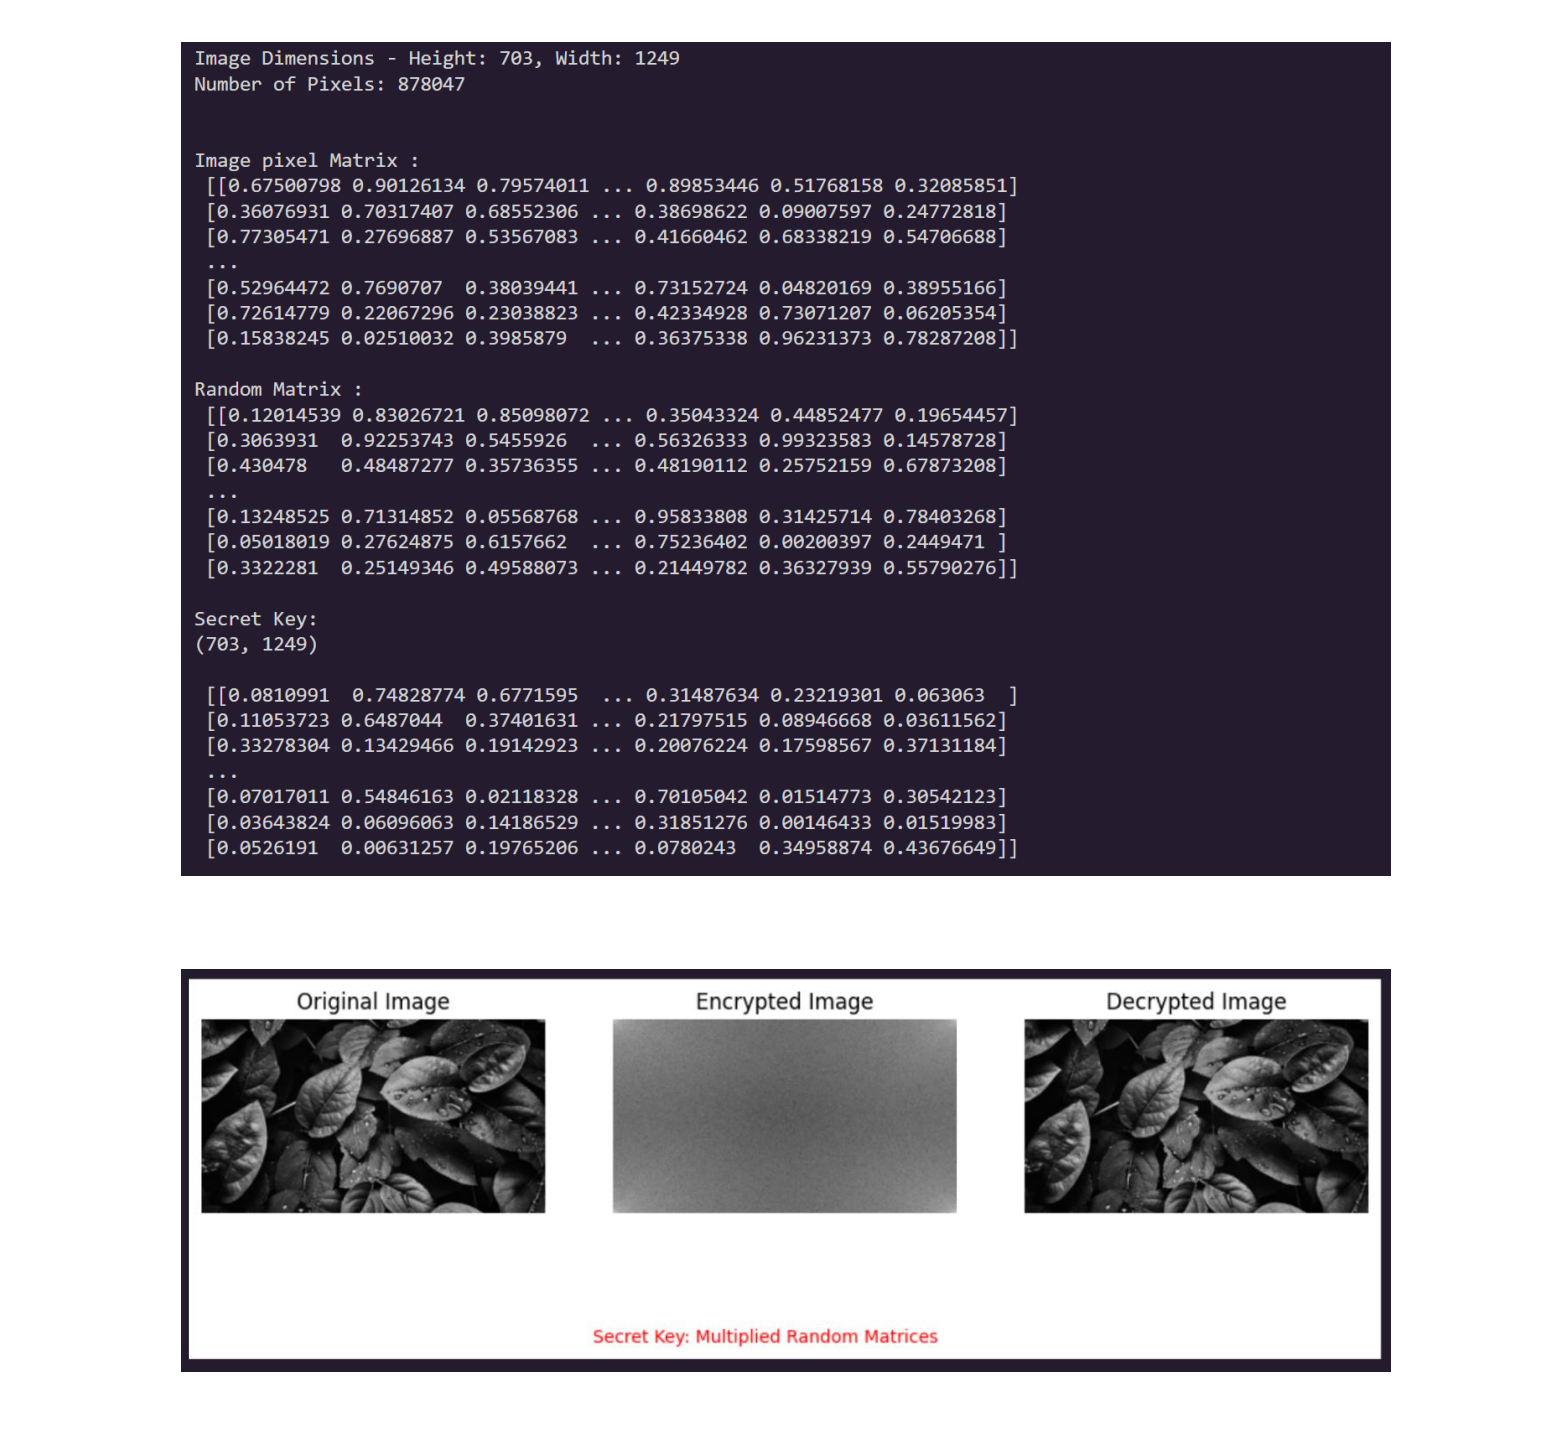 Image Dimensions - Height: 703, Width: 1249
Number of Pixels: 878047
Image pixel Matrix :
[[0.67500798 0.90126134 0.79574011 ... 0.89853446 0.51768158 0.32085851]
[0.36076931 0.70317407 0.68552306 ... 0.38698622 0.09007597 0.24772818]
[0.77305471 0.27696887 0.53567083 ... 0.41660462 0.68338219 0.54706688]
...
[0.52964472 0.7690707  0.38039441 ... 0.73152724 0.04820169 0.38955166]
[0.72614779 0.22067296 0.23038823 ... 0.42334928 0.73071207 0.06205354]
[0.15838245 0.02510032 0.3985879  ... 0.36375338 0.96231373 0.78287208]]
Random Matrix :
[[0.12014539 0.83026721 0.85098072 ... 0.35043324 0.44852477 0.19654457]
[0.3063931  0.92253743 0.5455926  ... 0.56326333 0.99323583 0.14578728]
[0.430478   0.48487277 0.35736355 ... 0.48190112 0.25752159 0.67873208]
...
[0.13248525 0.71314852 0.05568768 ... 0.95833808 0.31425714 0.78403268]
[0.05018019 0.27624875 0.6157662  ... 0.75236402 0.00200397 0.2449471 ]
[0.3322281  0.25149346 0.49588073 ... 0.21449782 0.36327939 0.55790276]]
Secret Key:
(703, 1249)
[[0.0810991  0.74828774 0.6771595  ... 0.31487634 0.23219301 0.063063  ]
[0.11053723 0.6487044  0.37401631 ... 0.21797515 0.08946668 0.03611562]
[0.33278304 0.13429466 0.19142923 ... 0.20076224 0.17598567 0.37131184]
...
[0.07017011 0.54846163 0.02118328 ... 0.70105042 0.01514773 0.30542123]
[0.03643824 0.06096063 0.14186529 ... 0.31851276 0.00146433 0.01519983]
[0.0526191  0.00631257 0.19765206 ... 0.0780243  0.34958874 0.43676649]]
Original Image
Encrypted Image
Decrypted Image
Secret Key: Multiplied Random Matrices